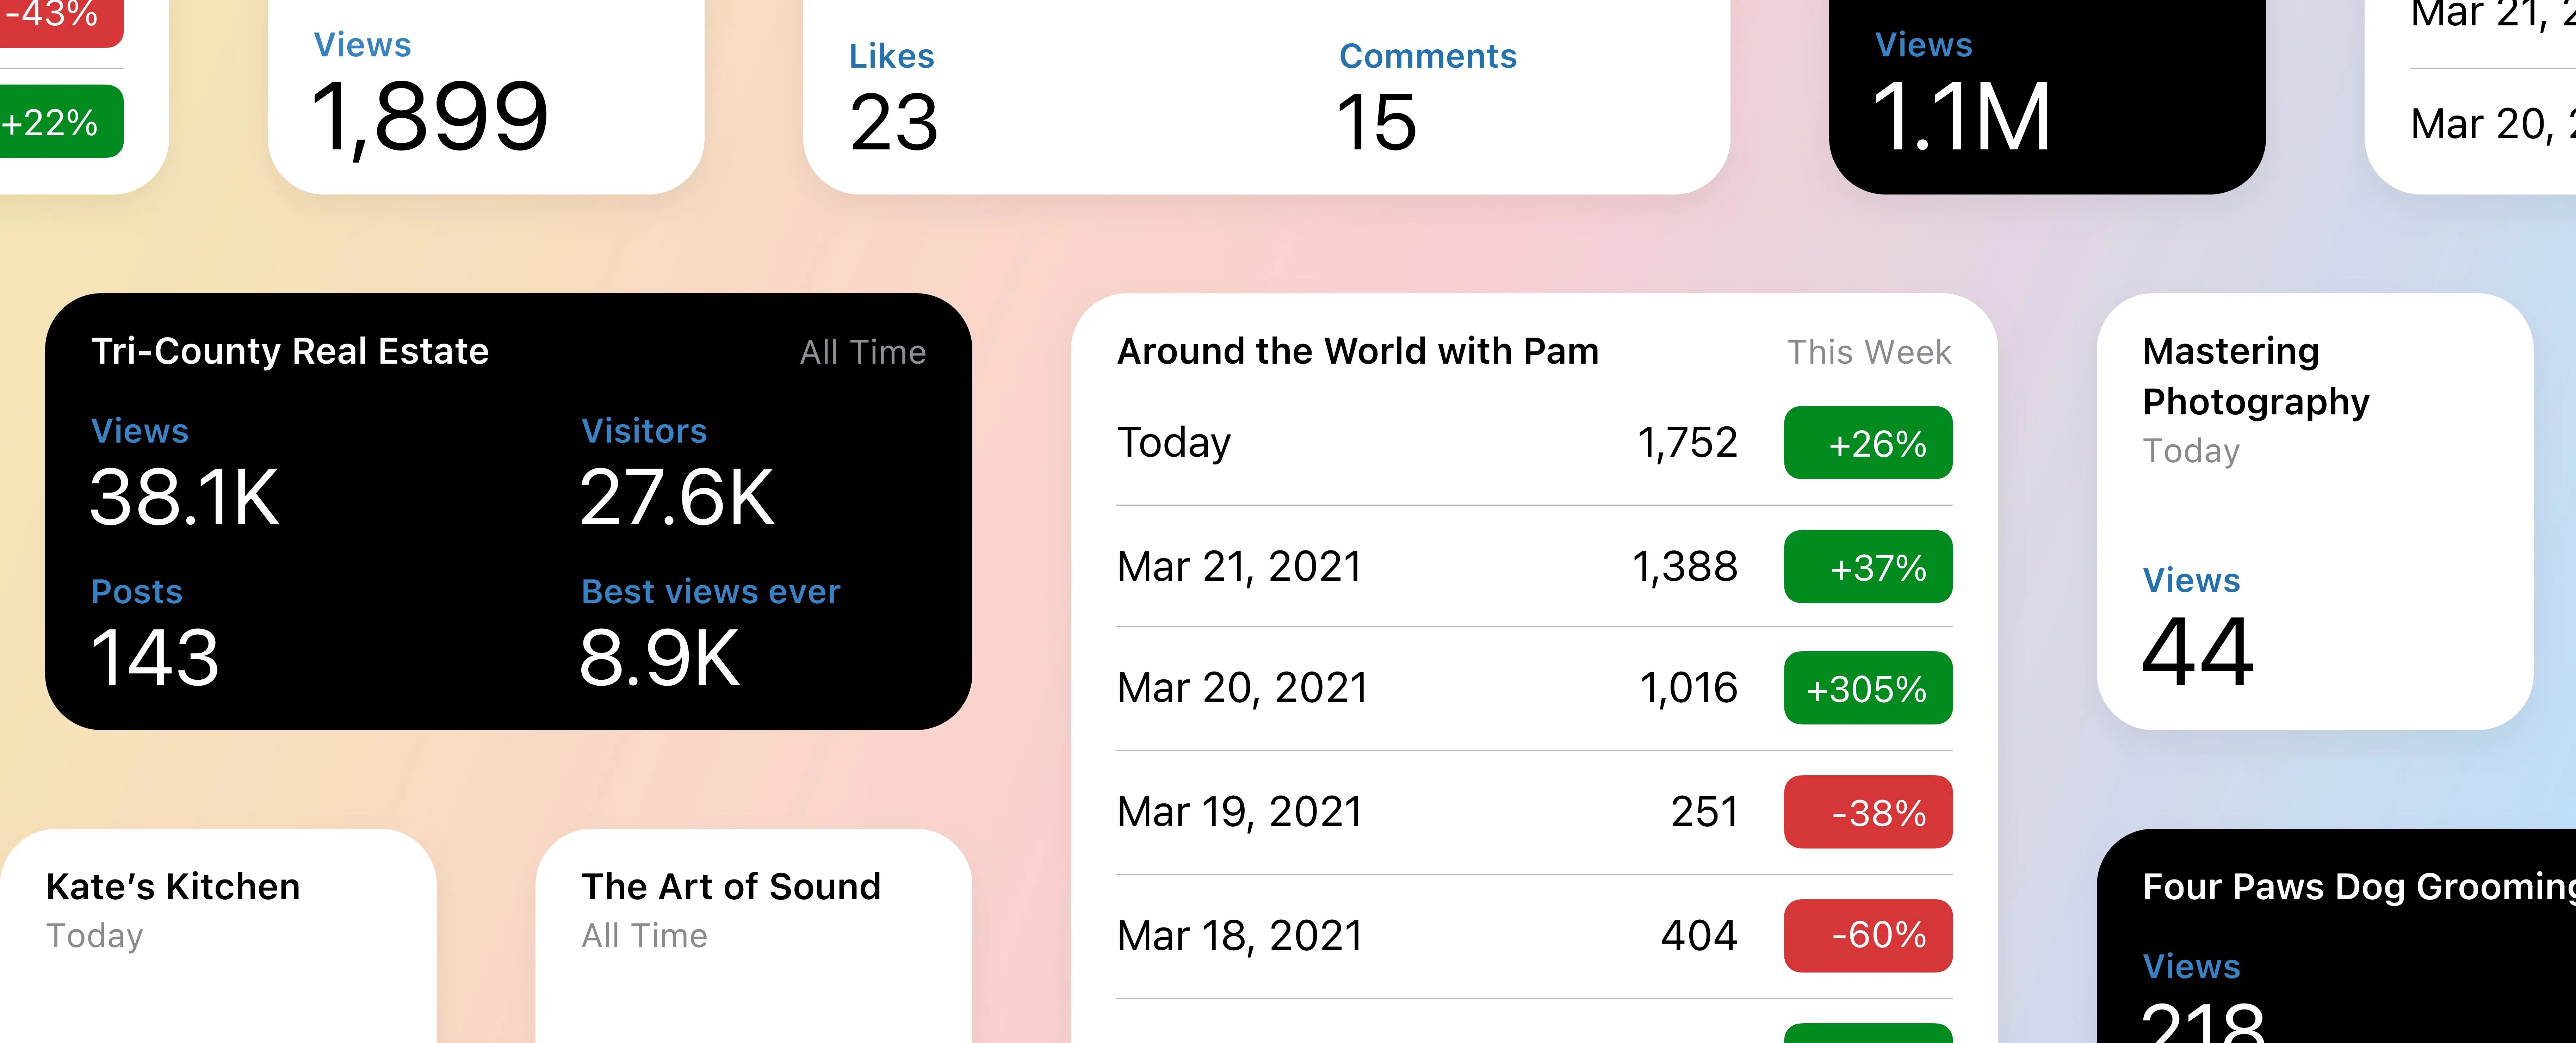 -43%
+22%
Views
1,899
Likes
23
Comments
15
Views
1.1M
Mar 21, 2
Mar 20, 2
Tri-County Real Estate All Time
Views
38.1K
Visitors
27.6K
Posts
143
Best views ever
8.9K
Around the World with Pam This Week
Today 1,752 +26%
Mar 21, 2021 1,388 +37%
Mar 20, 2021 1,016 +305%
Mar 19, 2021 251 -38%
Mar 18, 2021 404 -60%
Mastering
Photography
Today
Views
44
Kate’s Kitchen
Today
The Art of Sound
All Time
Four Paws Dog Grooming
Views
218